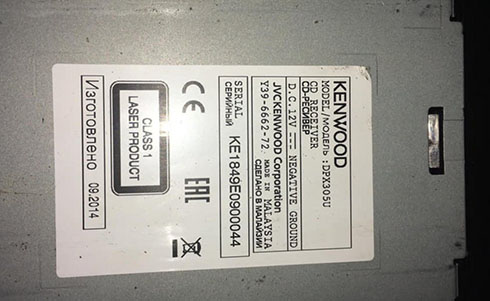 KENWOOD
MODEL/МОДЕЛЬ: DPX305U
CD RECEIVER
CD-РЕСИВЕР
D.C.12V NEGATIVE GROUND
JVCKENWOOD Corporation
Y39-6662-72 MADE IN MALAYSIA
СДЕЛАНО В МАЛАЙЗИИ
SERIAL
СЕРИЙНЫЙ KE1849E0900044
CE EAC
CLASS 1
LASER PRODUCT
Изготовлено 09.2014